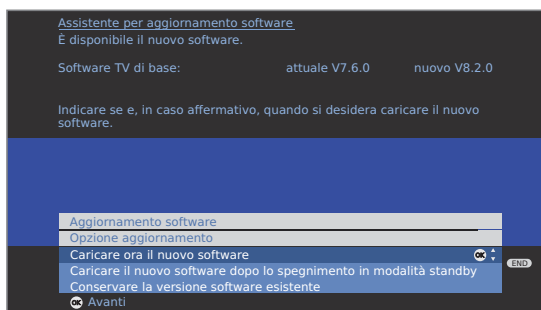 Assistente per aggiornamento software
È disponibile il nuovo software.
Software TV di base: attuale V7.6.0 nuovo V8.2.0
Indicare se e, in caso affermativo, quando si desidera caricare il nuovo
software.
Aggiornamento software
Opzione aggiornamento
Caricare ora il nuovo software OK
END
Caricare il nuovo software dopo lo spegnimento in modalità standby
Conservare la versione software esistente
OK Avanti